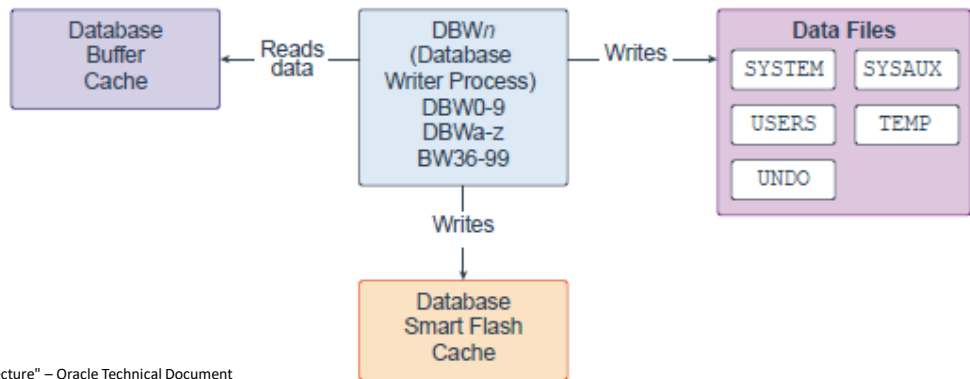 Database
Buffer
Cache
Reads
data
DBWn
(Database
Writer Process)
DBW0-9
DBWa-z
BW36-99
Writes
Data Files
SYSTEM
SYSAUX
USERS
TEMP
UNDO
Writes
Database
Smart Flash
Cache
cture" – Oracle Technical Document